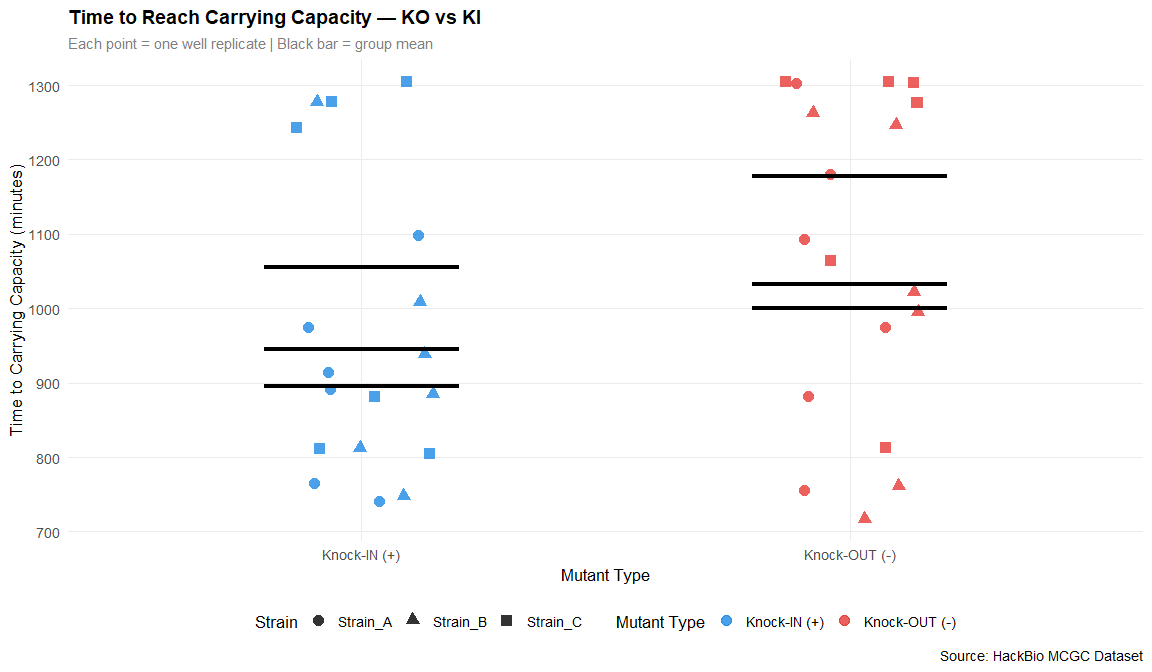 Time to Reach Carrying Capacity — KO vs KI
Each point = one well replicate | Black bar = group mean
Time to Carrying Capacity (minutes)
1300
1200
1100
1000
900
800
700
Knock-IN (+) Knock-OUT (-)
Mutant Type
Strain Strain_A Strain_B Strain_C Mutant Type Knock-IN (+) Knock-OUT (-)
Source: HackBio MCGC Dataset